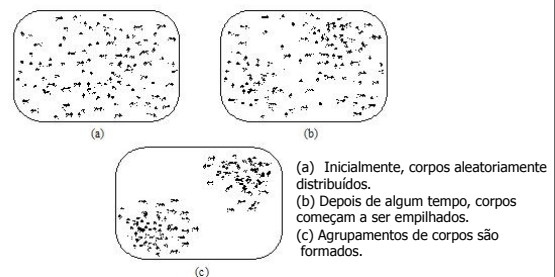 (a)
(b)
(c)
(a) Inicialmente, corpos aleatoriamente
distribuídos.
(b) Depois de algum tempo, corpos
começam a ser empilhados.
(c) Agrupamentos de corpos são
formados.